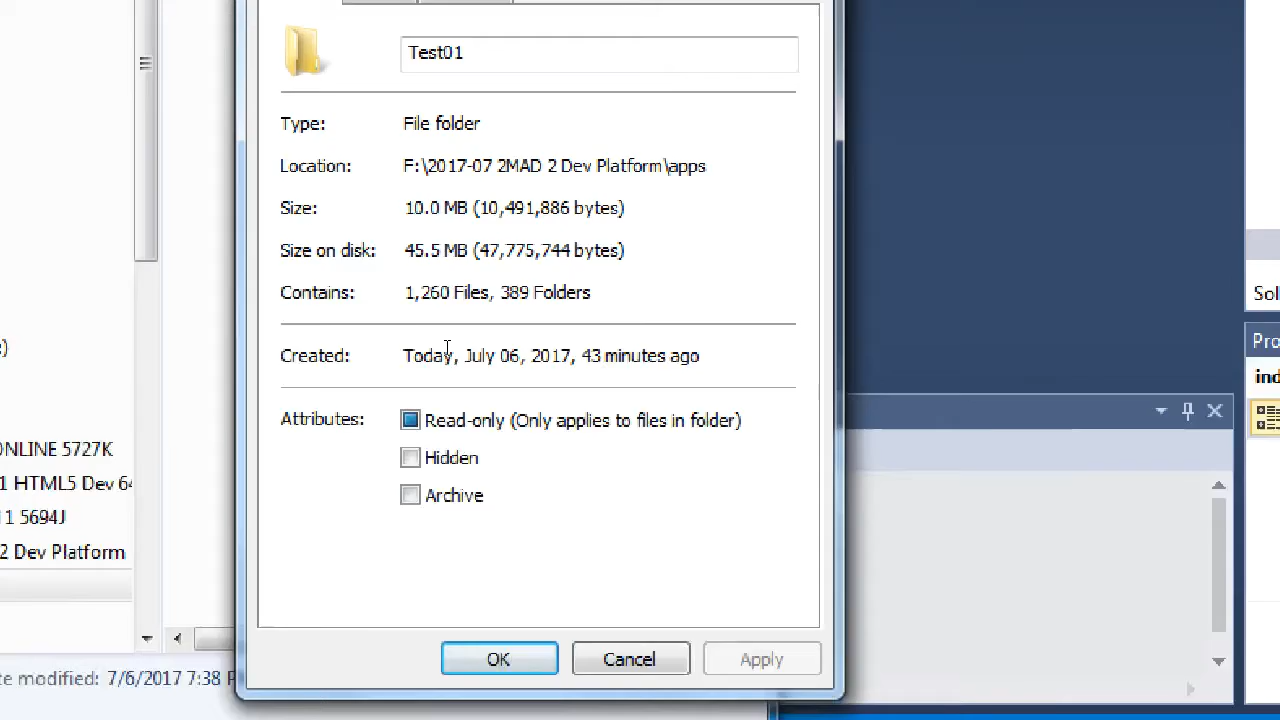 Test01
Type: File folder
Location: F:\2017-07 2MAD 2 Dev Platform\apps
Size: 10.0 MB (10,491,886 bytes)
Size on disk: 45.5 MB (47,775,744 bytes)
Contains: 1,260 Files, 389 Folders
Created: Today, July 06, 2017, 43 minutes ago
Attributes: Read-only (Only applies to files in folder)
Hidden
Archive
OK Cancel Apply
:)
ONLINE 5727K
1 HTML5 Dev 64
11 5694J
2 Dev Platform
te modified: 7/6/2017 7:38 P
Sol
Pro
ind